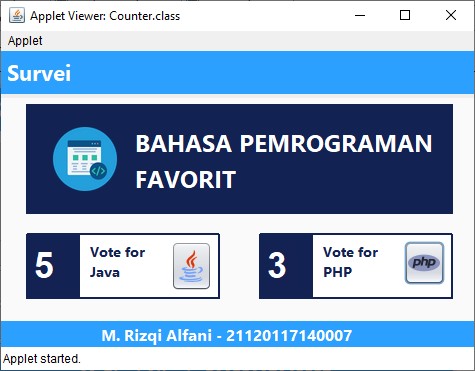 Applet Viewer: Counter.class
Applet
Survei
BAHASA PEMROGRAMAN
FAVORIT
5
Vote for
Java
3
Vote for
PHP
php
M. Rizqi Alfani - 21120117140007
Applet started.